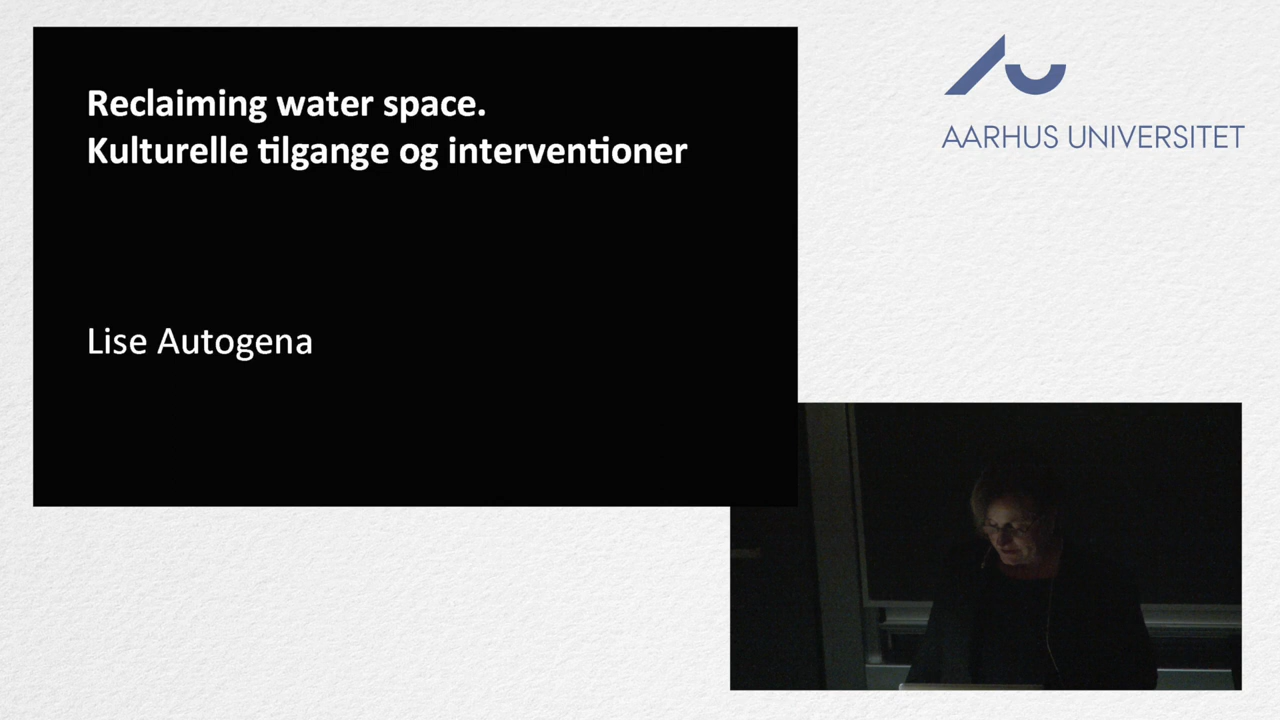 Reclaiming water space.
Kulturelle tilgange og interventioner
Lise Autogena
AARHUS UNIVERSITET